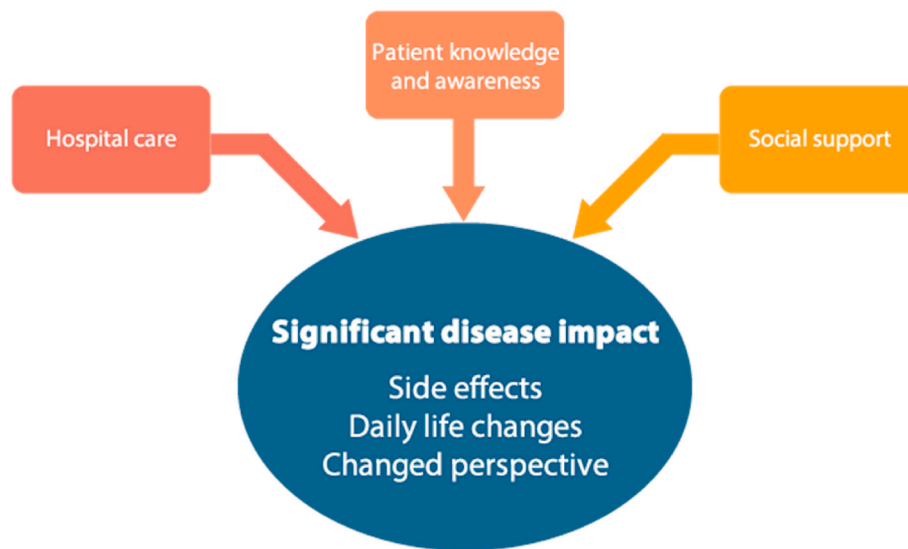 Patient knowledge
and awareness
Hospital care
Social support
Significant disease impact
Side effects
Daily life changes
Changed perspective